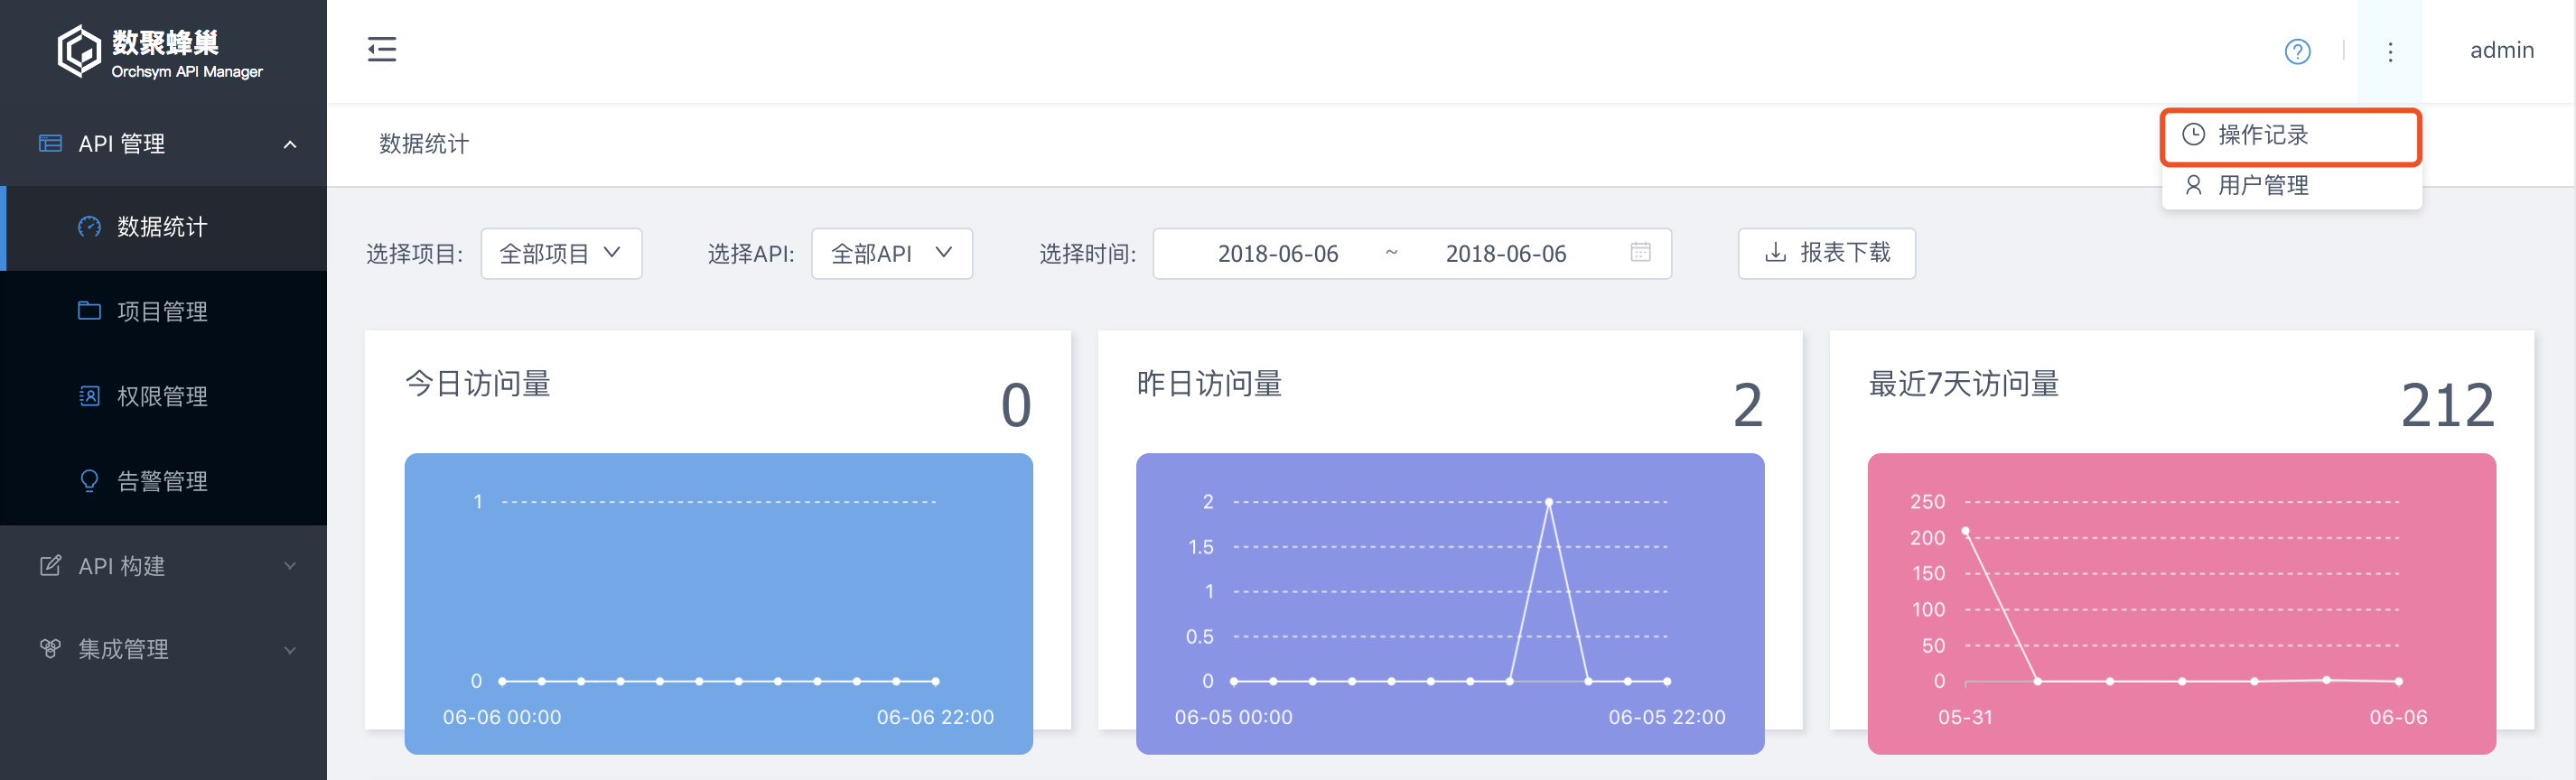 数聚蜂巢
Orchsym API Manager
API 管理
数据统计
项目管理
权限管理
告警管理
API 构建
集成管理
admin
操作记录
用户管理
数据统计
选择项目: 全部项目 选择API: 全部API 选择时间: 2018-06-06 ~ 2018-06-06 报表下载
今日访问量 0
1
0
06-06 00:00 06-06 22:00
昨日访问量 2
2
1.5
1
0.5
0
06-05 00:00 06-05 22:00
最近7天访问量 212
250
200
150
100
50
0
05-31 06-06